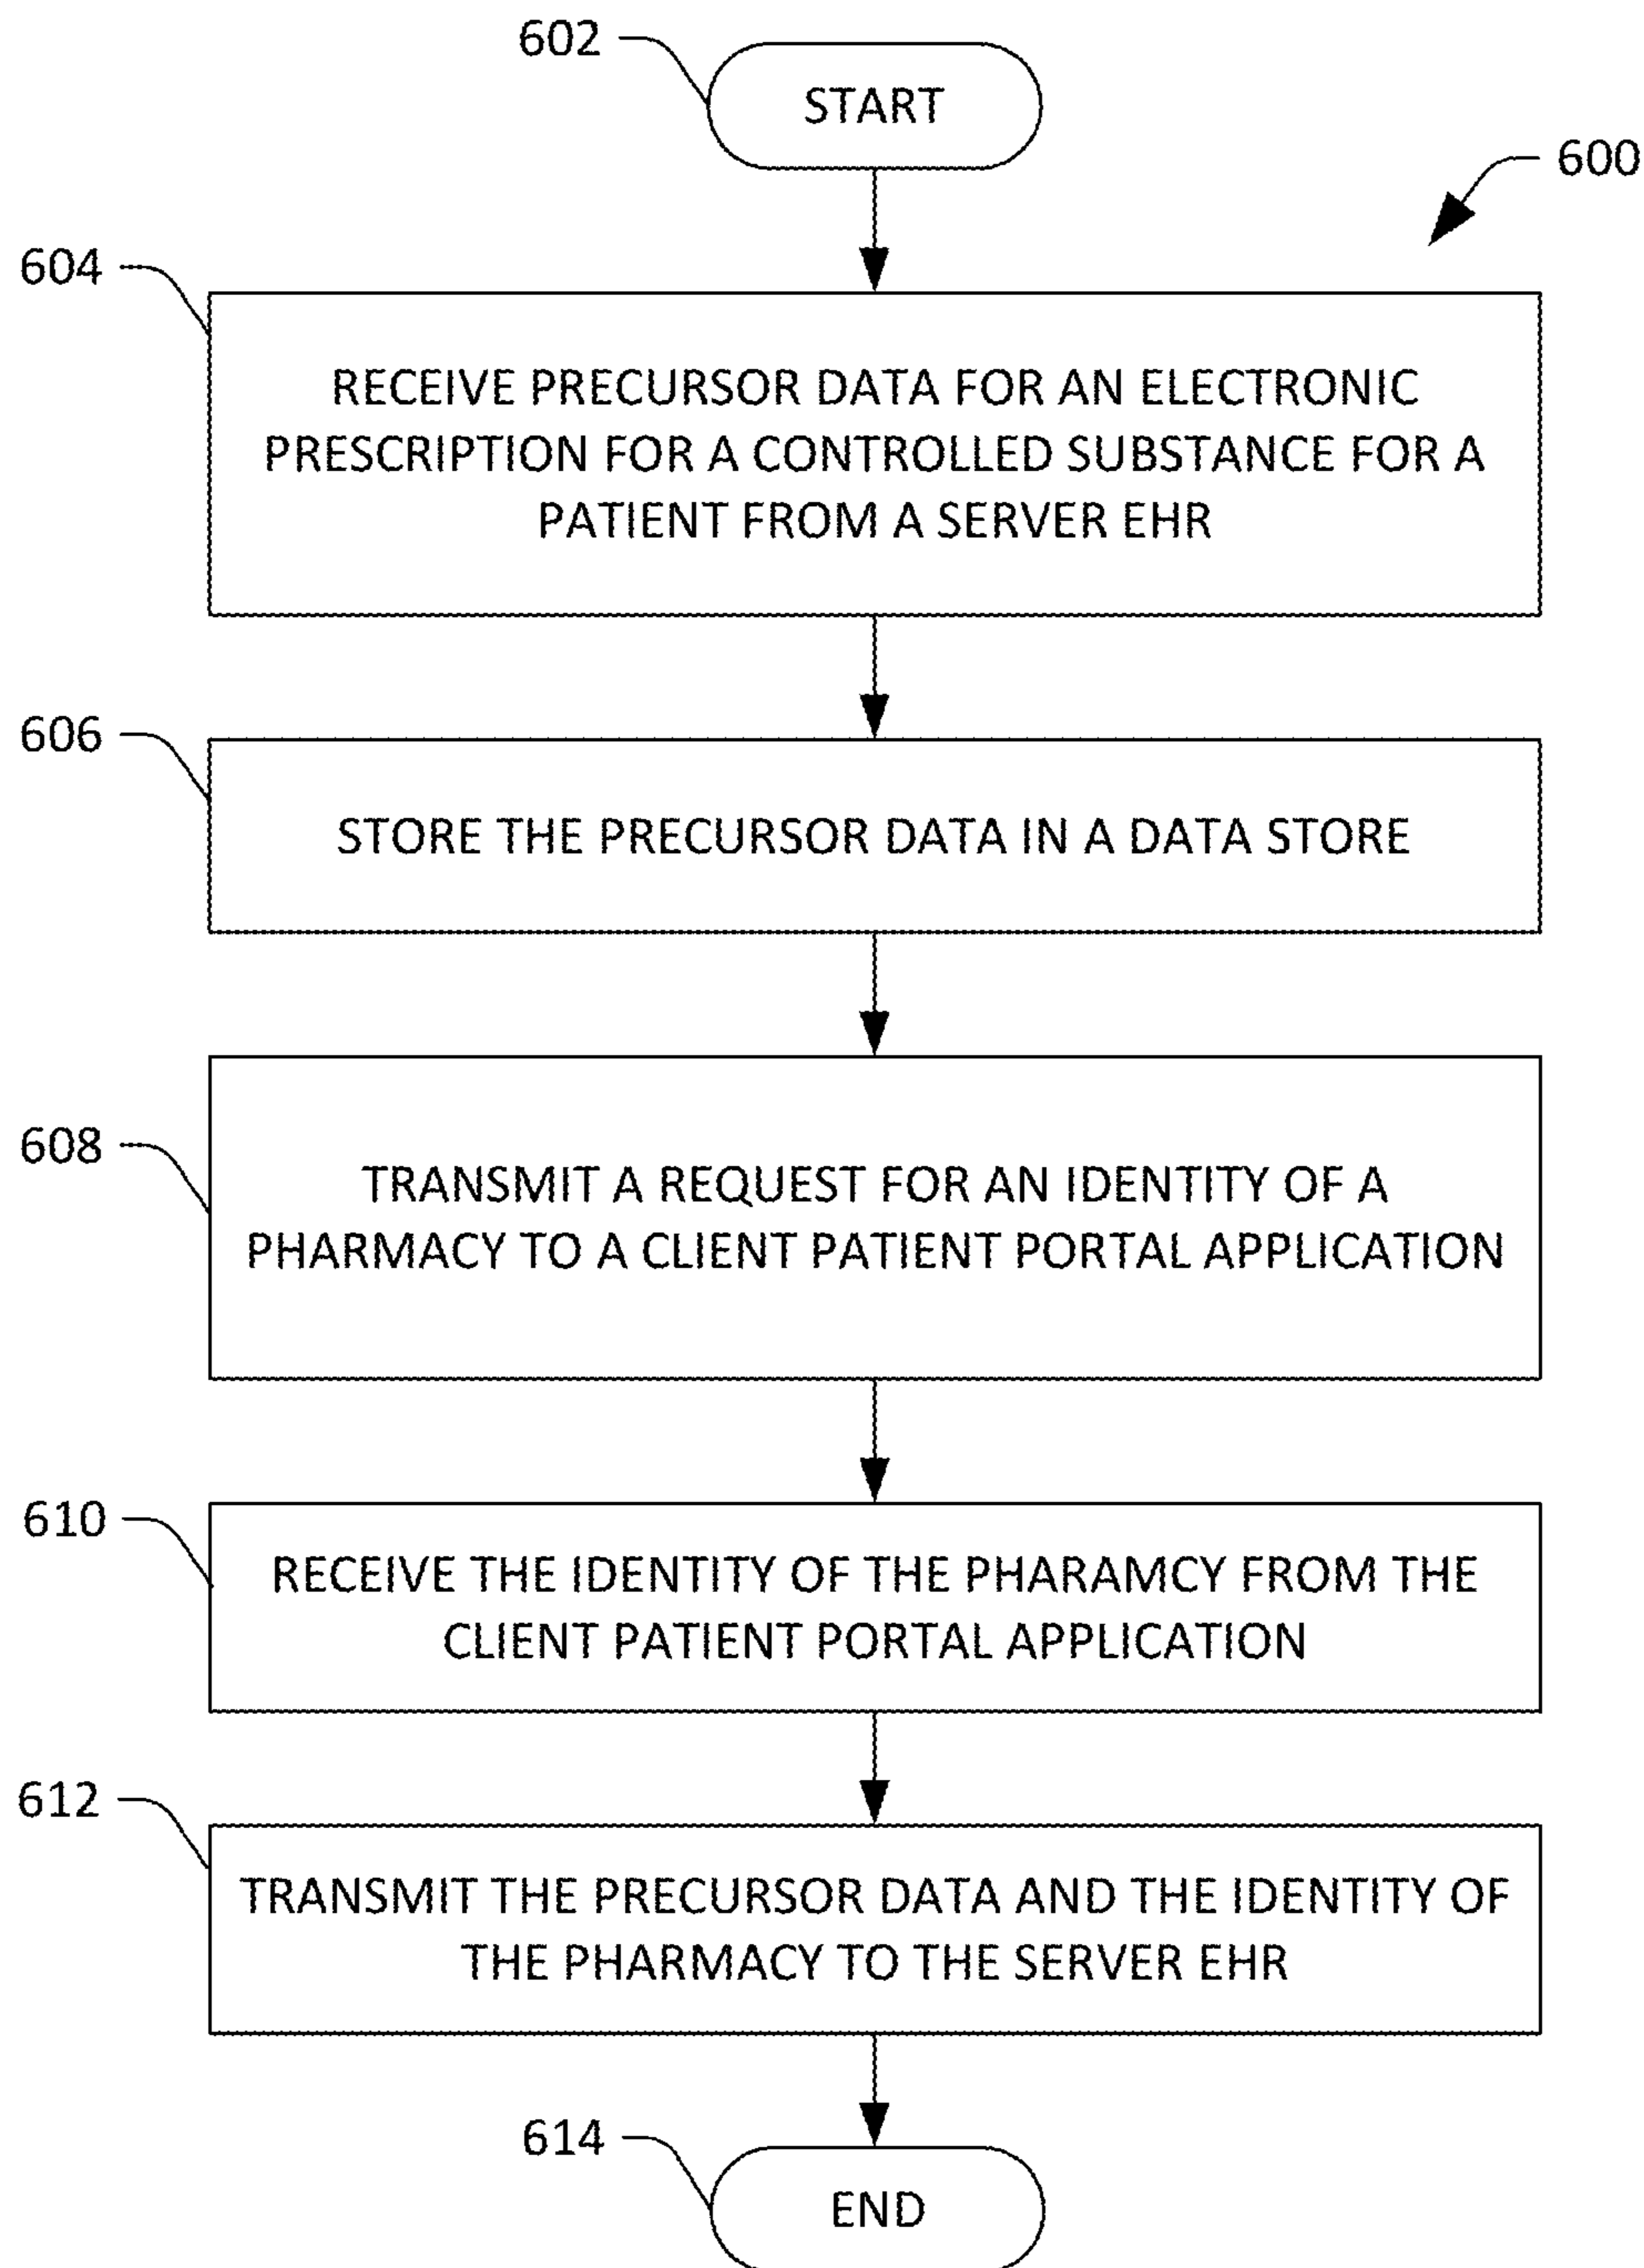 602
START
600
604
RECEIVE PRECURSOR DATA FOR AN ELECTRONIC
PRESCRIPTION FOR A CONTROLLED SUBSTANCE FOR A
PATIENT FROM A SERVER EHR
606
STORE THE PRECURSOR DATA IN A DATA STORE
608
TRANSMIT A REQUEST FOR AN IDENTITY OF A
PHARMACY TO A CLIENT PATIENT PORTAL APPLICATION
610
RECEIVE THE IDENTITY OF THE PHARAMCY FROM THE
CLIENT PATIENT PORTAL APPLICATION
612
TRANSMIT THE PRECURSOR DATA AND THE IDENTITY OF
THE PHARMACY TO THE SERVER EHR
614
END